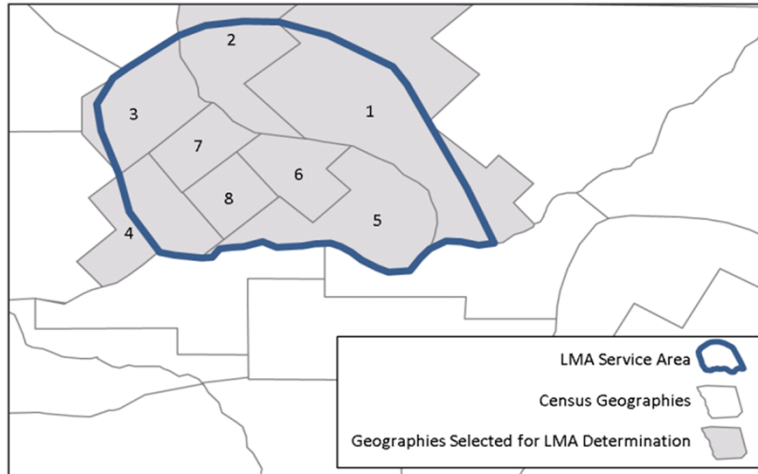 2
3
1
7
6
8
5
4
LMA Service Area
Census Geographies
Geographies Selected for LMA Determination